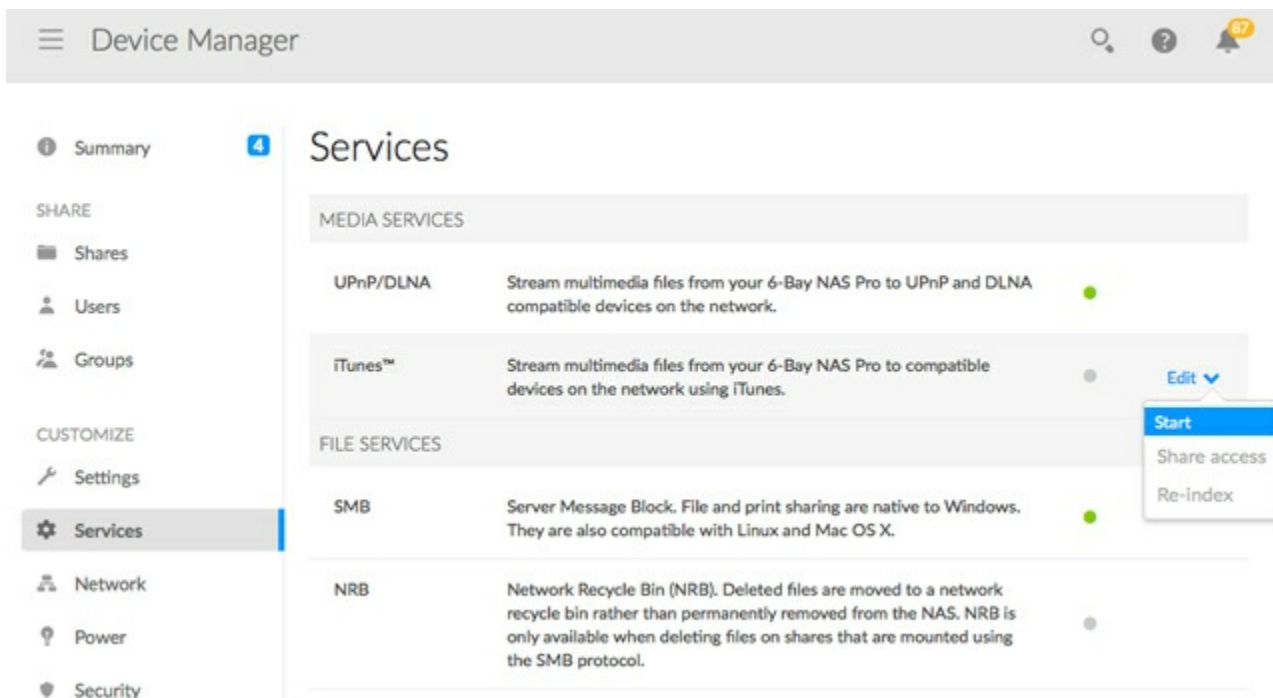 Device Manager
87
Summary
4
SHARE
Shares
Users
Groups
CUSTOMIZE
Settings
Services
Network
Power
Security
Services
MEDIA SERVICES
UPnP/DLNA
Stream multimedia files from your 6-Bay NAS Pro to UPnP and DLNA
compatible devices on the network.
iTunes™
Stream multimedia files from your 6-Bay NAS Pro to compatible
devices on the network using iTunes.
Edit
Start
Share access
Re-index
FILE SERVICES
SMB
Server Message Block. File and print sharing are native to Windows.
They are also compatible with Linux and Mac OS X.
NRB
Network Recycle Bin (NRB). Deleted files are moved to a network
recycle bin rather than permanently removed from the NAS. NRB is
only available when deleting files on shares that are mounted using
the SMB protocol.